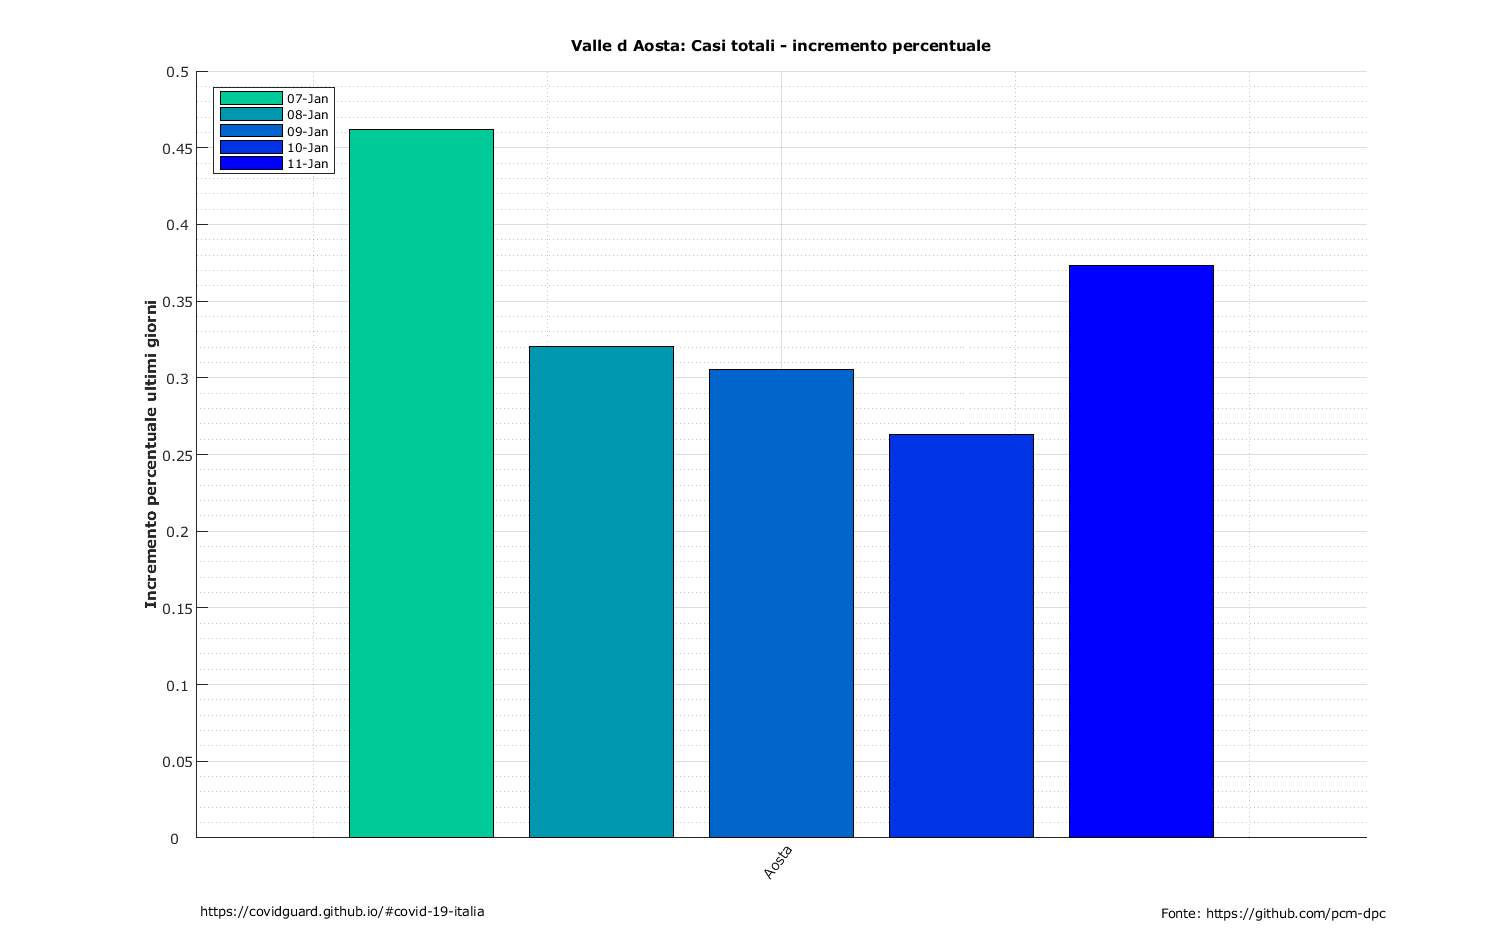 Valle d Aosta: Casi totali - incremento percentuale
0.5
0.45
0.4
0.35
0.3
0.25
0.2
0.15
0.1
0.05
0
Incremento percentuale ultimi giorni
07-Jan
08-Jan
09-Jan
10-Jan
11-Jan
Aosta
https://covidguard.github.io/#covid-19-italia
Fonte: https://github.com/pcm-dpc